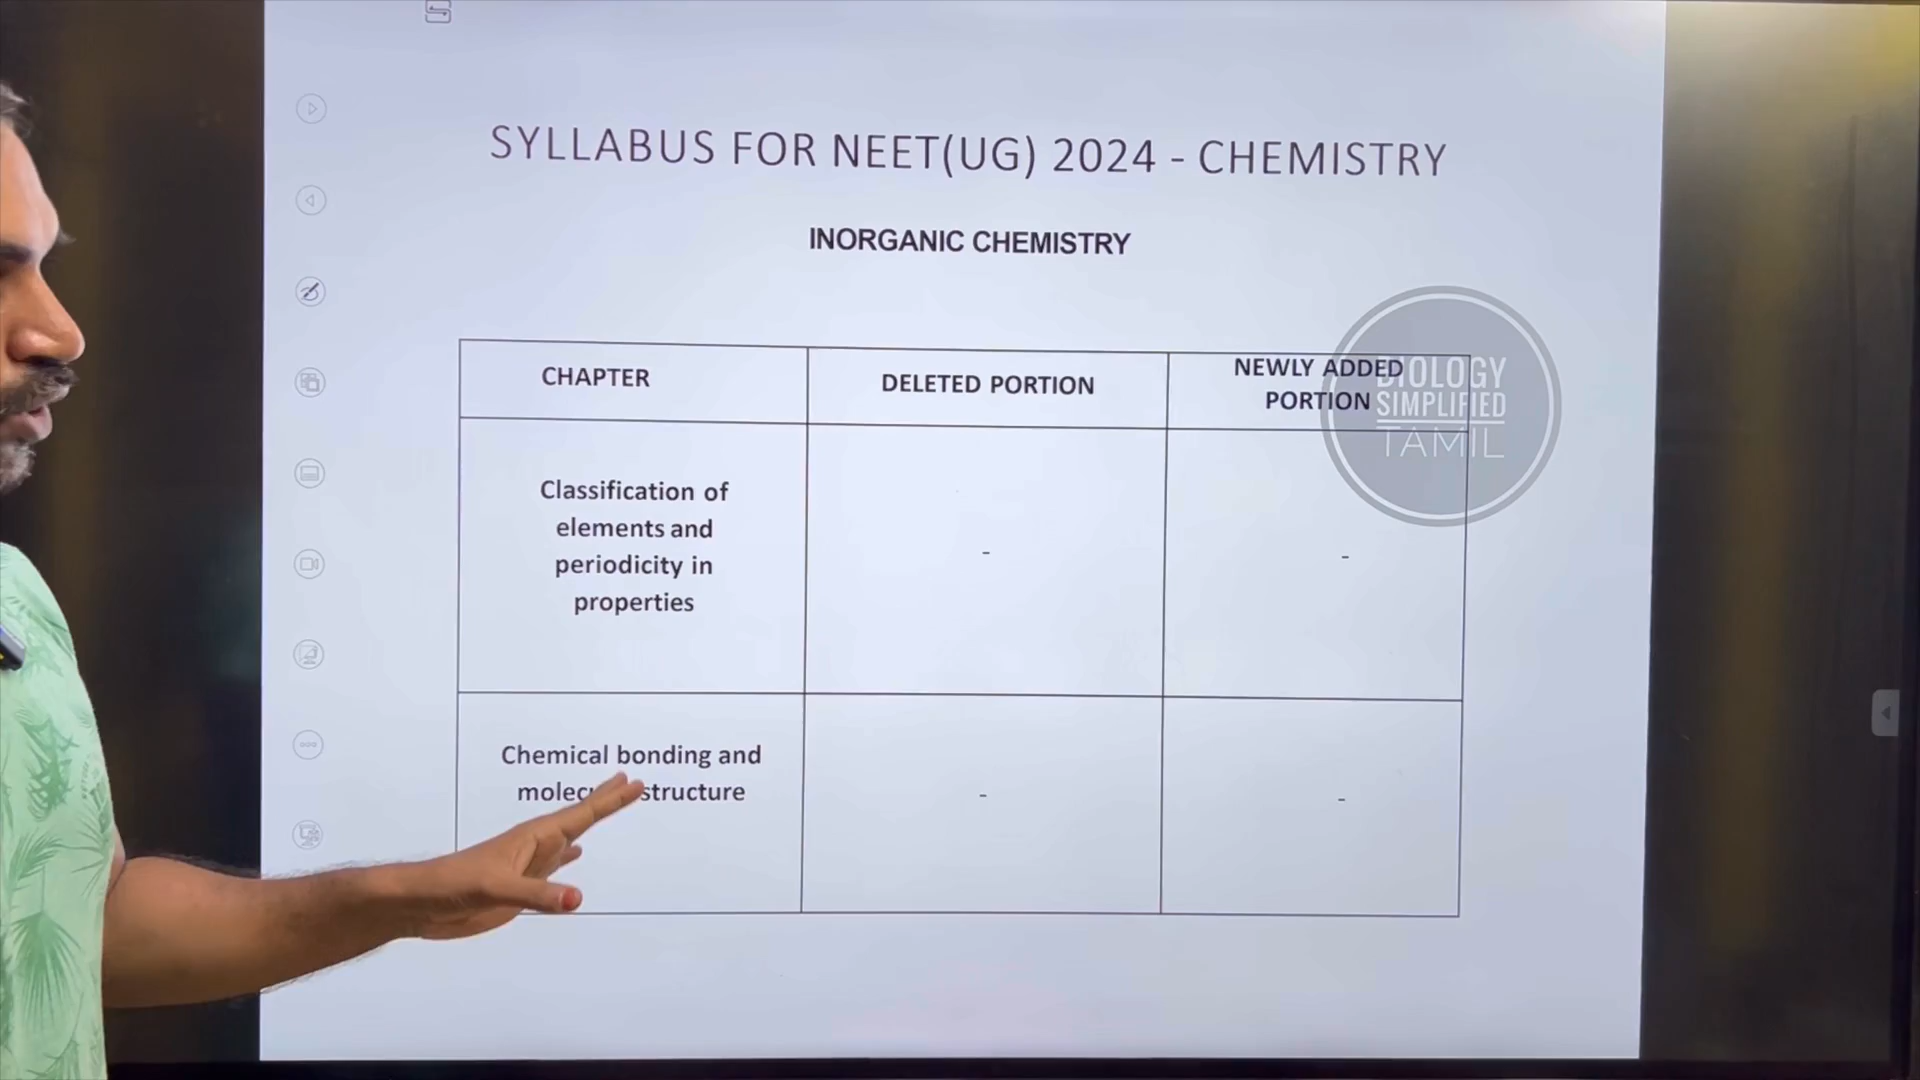 SYLLABUS FOR NEET(UG) 2024 - CHEMISTRY
INORGANIC CHEMISTRY
CHAPTER
DELETED PORTION
NEWLY ADDED
PORTION
BIOLOGY
SIMPLIFIED
TAMIL
Classification of
elements and
periodicity in
properties
-
-
Chemical bonding and
structure
-
-